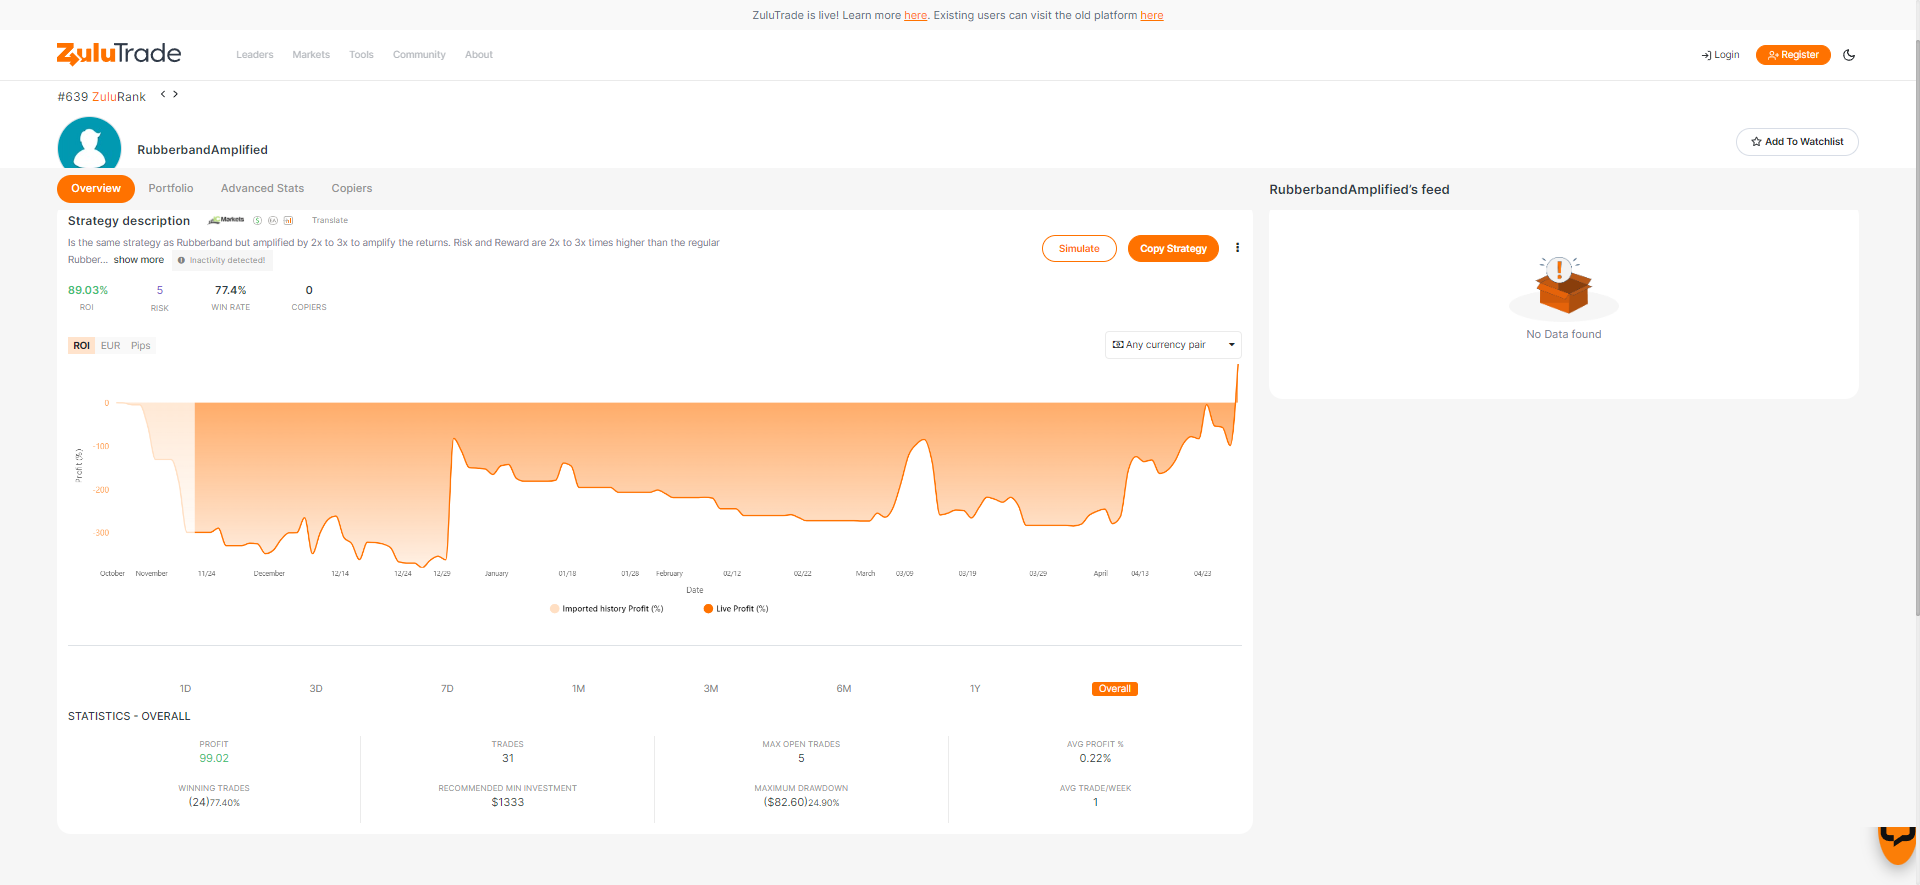 ZuluTrade is live! Learn more here. Existing users can visit the old platform here
ZuluTrade
Leaders
Markets
Tools
Community
About
Login
Register
#639 ZuluRank
RubberbandAmplified
Add To Watchlist
Overview
Portfolio
Advanced Stats
Copiers
RubberbandAmplified's feed
Strategy description
Markets
EA
Translate
Is the same strategy as Rubberband but amplified by 2x to 3x to amplify the returns. Risk and Reward are 2x to 3x times higher than the regular
Rubber... show more
Inactivity detected!
Simulate
Copy Strategy
89.03%
5
77.4%
0
ROI
RISK
WIN RATE
COPIERS
No Data found
ROI
EUR
Pips
Any currency pair
0
-100
-200
-300
Profit (%)
October
November
11/24
December
12/14
12/24
12/29
January
01/18
01/28
February
02/12
02/22
March
03/09
03/19
03/29
April
04/13
04/23
Date
Imported history Profit (%)
Live Profit (%)
1D
3D
7D
1M
3M
6M
1Y
Overall
STATISTICS - OVERALL
PROFIT
99.02
TRADES
31
MAX OPEN TRADES
5
AVG PROFIT %
0.22%
WINNING TRADES
(24)77.40%
RECOMMENDED MIN INVESTMENT
$1333
MAXIMUM DRAWDOWN
($82.60)24.90%
AVG TRADE/WEEK
1